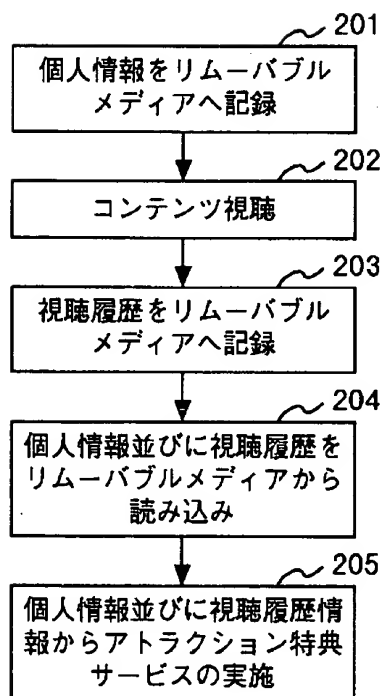 201
個人情報をリムーバブル
メディアへ記録
202
コンテンツ視聴
203
視聴履歴をリムーバブル
メディアへ記録
204
個人情報並びに視聴履歴を
リムーバブルメディアから
読み込み
205
個人情報並びに視聴履歴情
報からアトラクション特典
サービスの実施